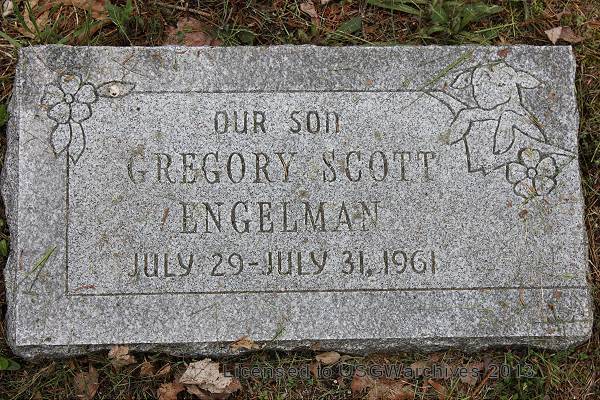 OUR SON
GREGORY SCOTT
ENGELMAN
JULY 29-JULY 31, 1961
Licensed to USGWarchives 2013